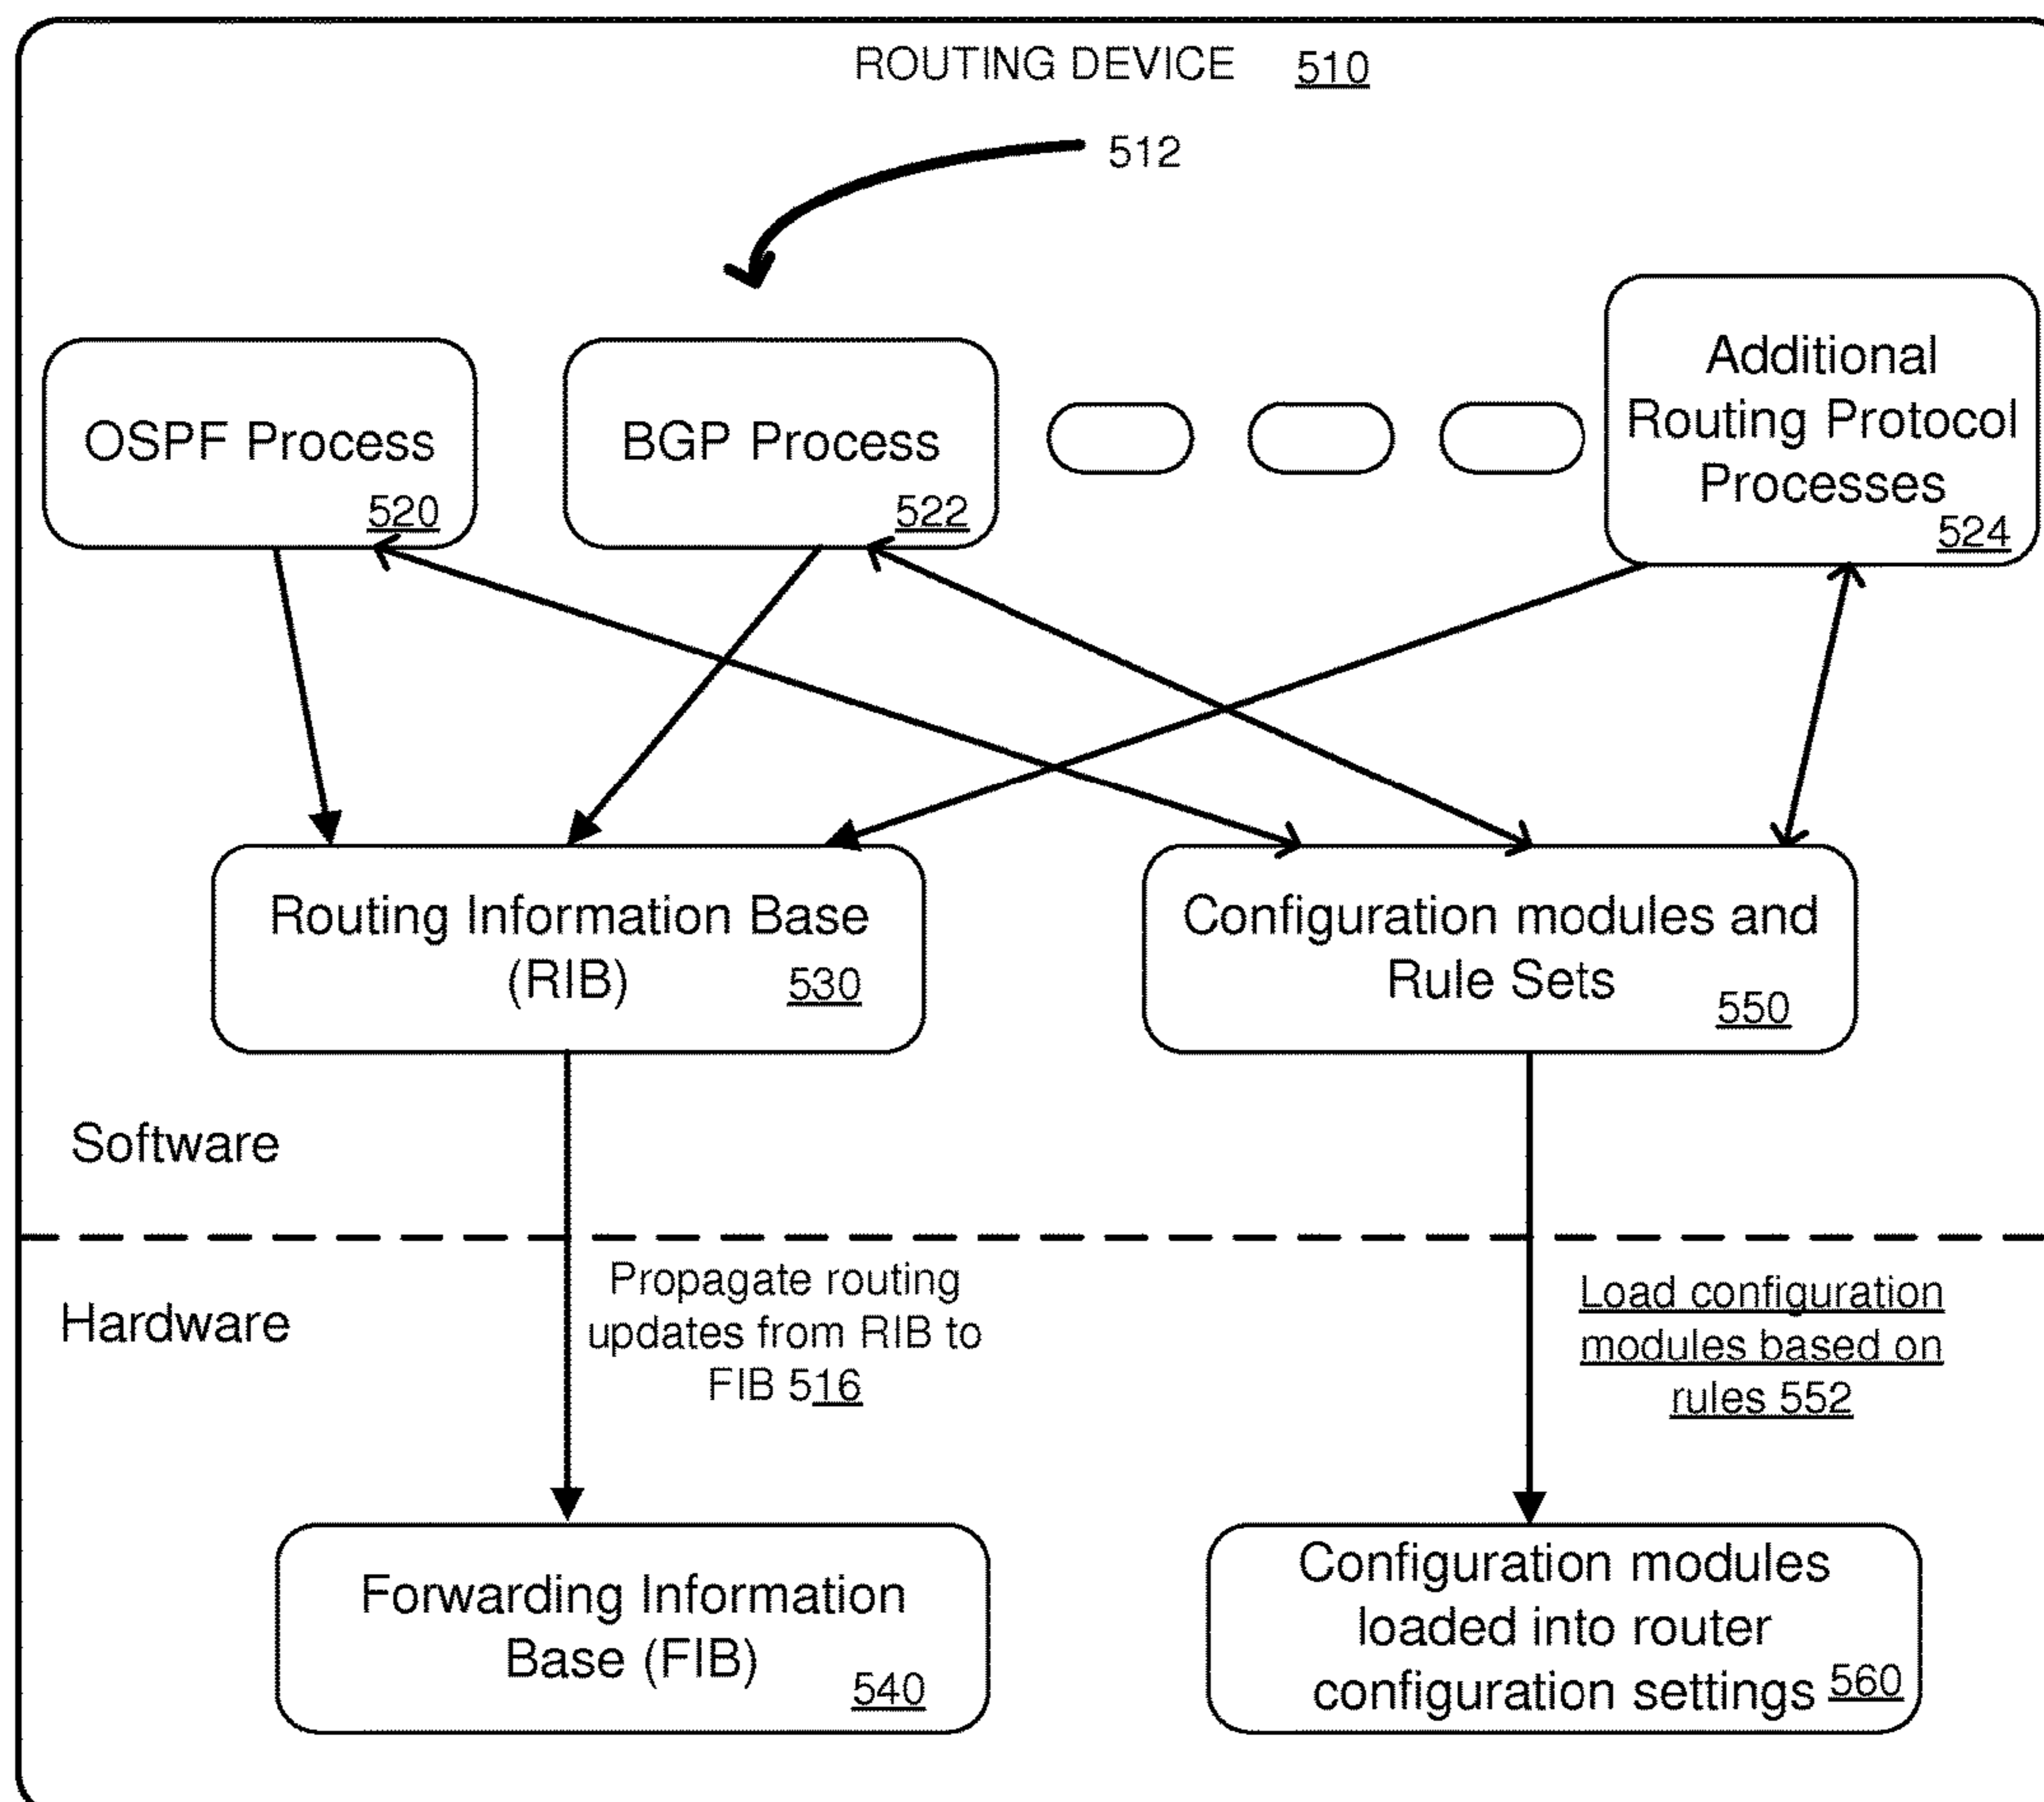 ROUTING DEVICE 510
512
OSPF Process
520
BGP Process
522
Additional
Routing Protocol
Processes
524
Routing Information Base
(RIB) 530
Configuration modules and
Rule Sets
550
Software
Hardware
Propagate routing
updates from RIB to
FIB 516
Load configuration
modules based on
rules 552
Forwarding Information
Base (FIB)
540
Configuration modules
loaded into router
configuration settings 560